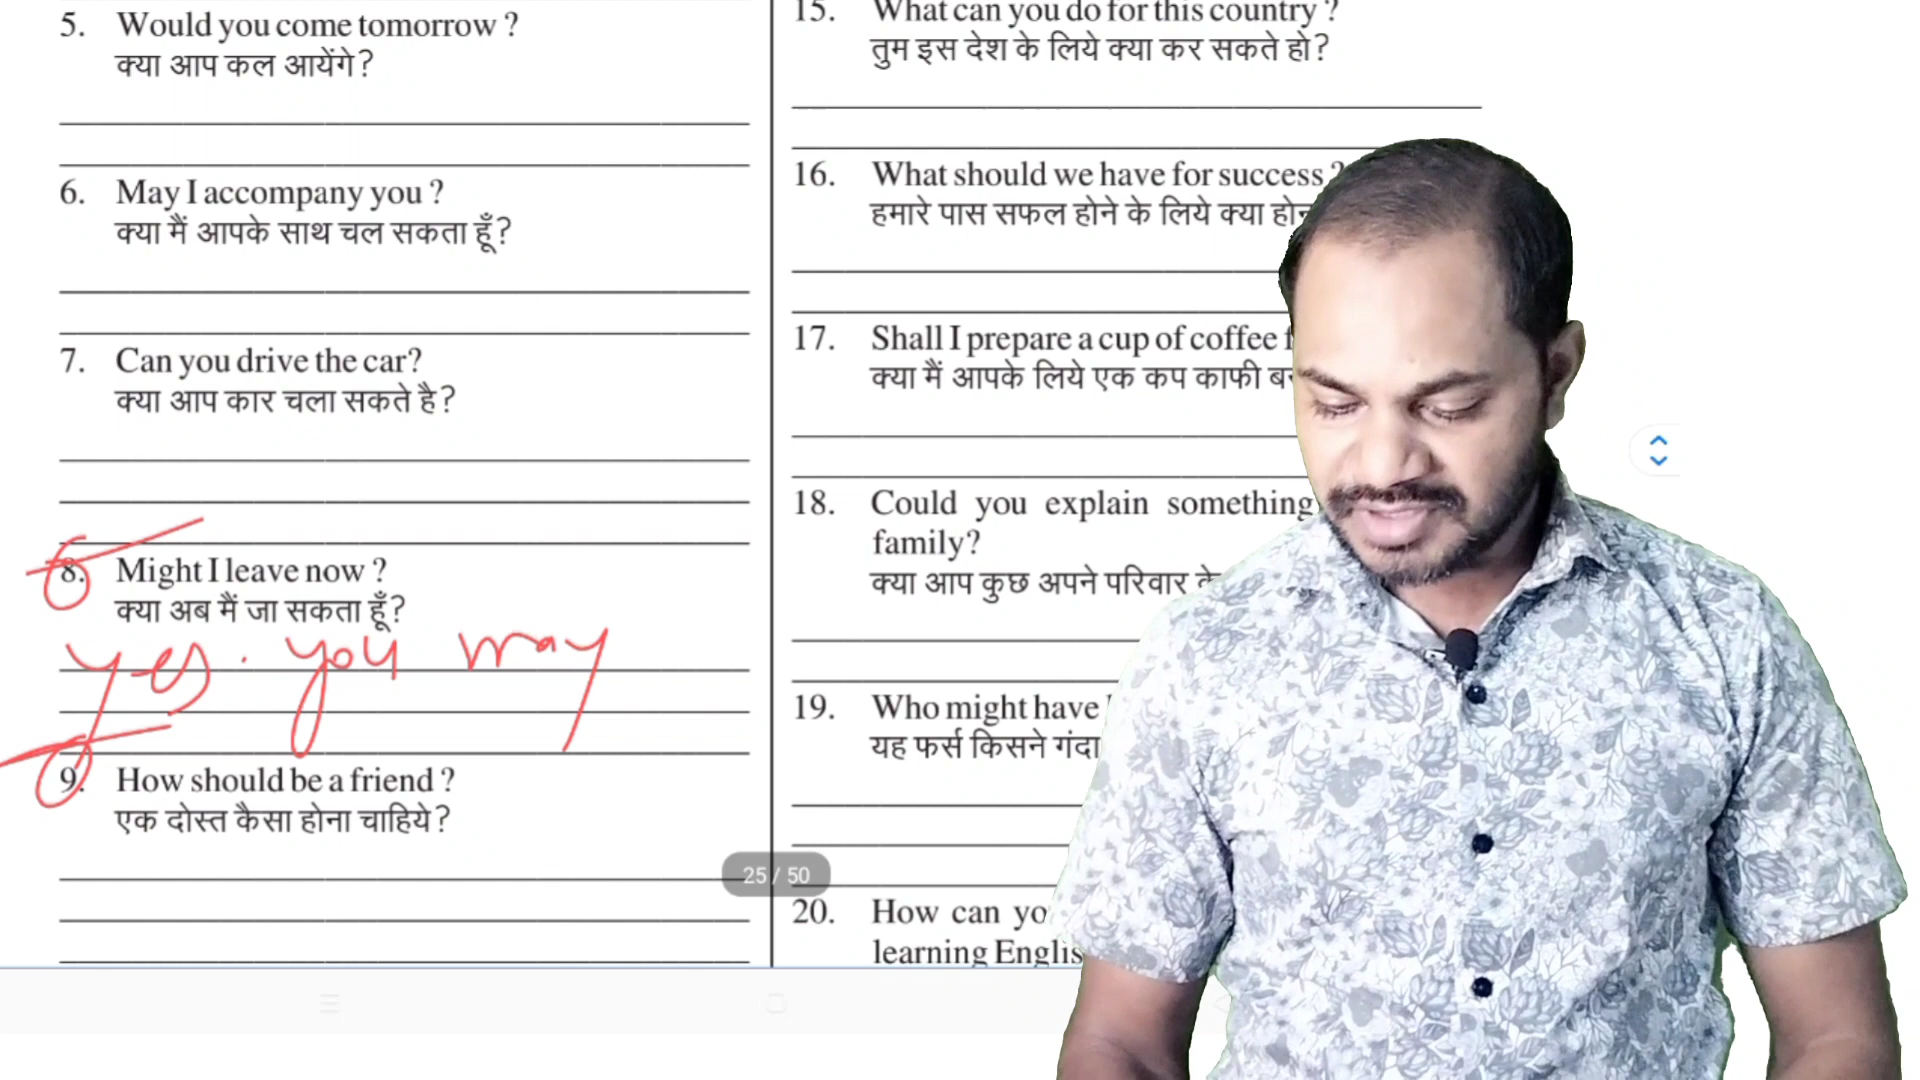 5. Would you come tomorrow ?
क्या आप कल आयेंगे?
6. May I accompany you ?
क्या मैं आपके साथ चल सकता हूँ?
7. Can you drive the car?
क्या आप कार चला सकते है?
8. Might I leave now ?
क्या अब मैं जा सकता हूँ?
yes. you may
9. How should be a friend ?
एक दोस्त कैसा होना चाहिये?
15. What can you do for this country ?
तुम इस देश के लिये क्या कर सकते हो?
16. What should we have for success ?
हमारे पास सफल होने के लिये क्या
17. Shall I prepare a cup of coffee
क्या मैं आपके लिये एक कप काफी
18. Could you explain something
family?
क्या आप कुछ अपने परिवार के
19. Who might have
यह फर्स किसने गंदा
20. How can
learning
25 / 50